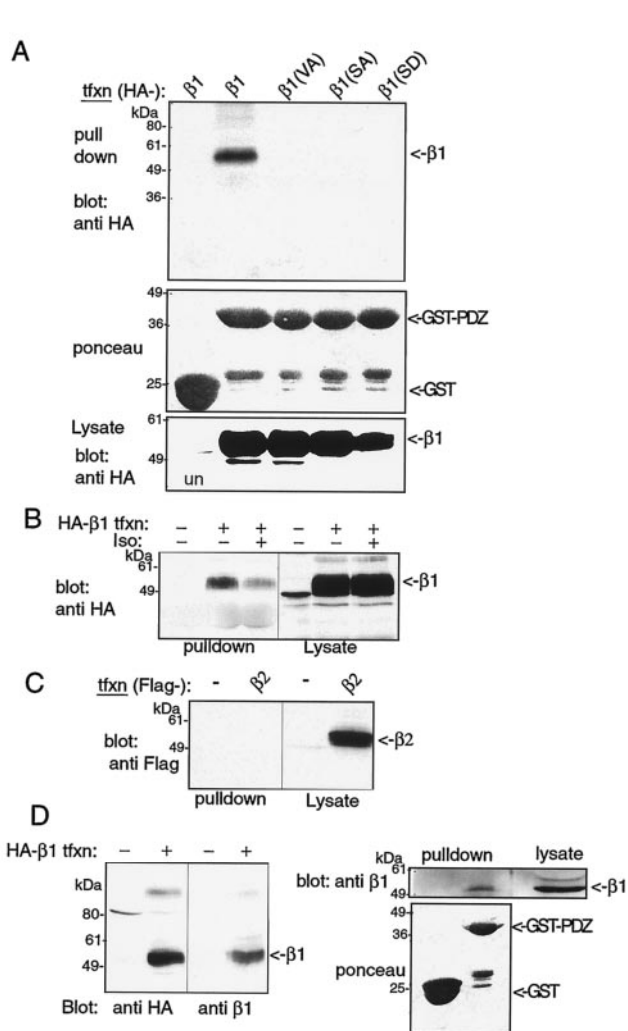 A
tfxn (HA-): β1 β1 β1(VA) β1(SA) β1(SD)
kDa
80-
pull down
61-
49-
<-β1
36-
blot: anti HA
49-
36-
<-GST-PDZ
ponceau
25-
<-GST
61-
Lysate
<-β1
blot: anti HA
49-
un
B
HA-β1 tfxn: – + + – + +
Iso: – – + – – +
kDa
61-
49-
<-β1
blot: anti HA
pulldown Lysate
C
tfxn (Flag-): - β2 - β2
kDa
61-
blot: anti Flag
<-β2
49-
pulldown Lysate
D
HA-β1 tfxn: – + – +
kDa
80-
61-
49-
<-β1
Blot: anti HA anti β1
pulldown lysate
kDa
61
blot: anti β1
49-
<-β1
49-
36-
<-GST-PDZ
ponceau
25-
<-GST